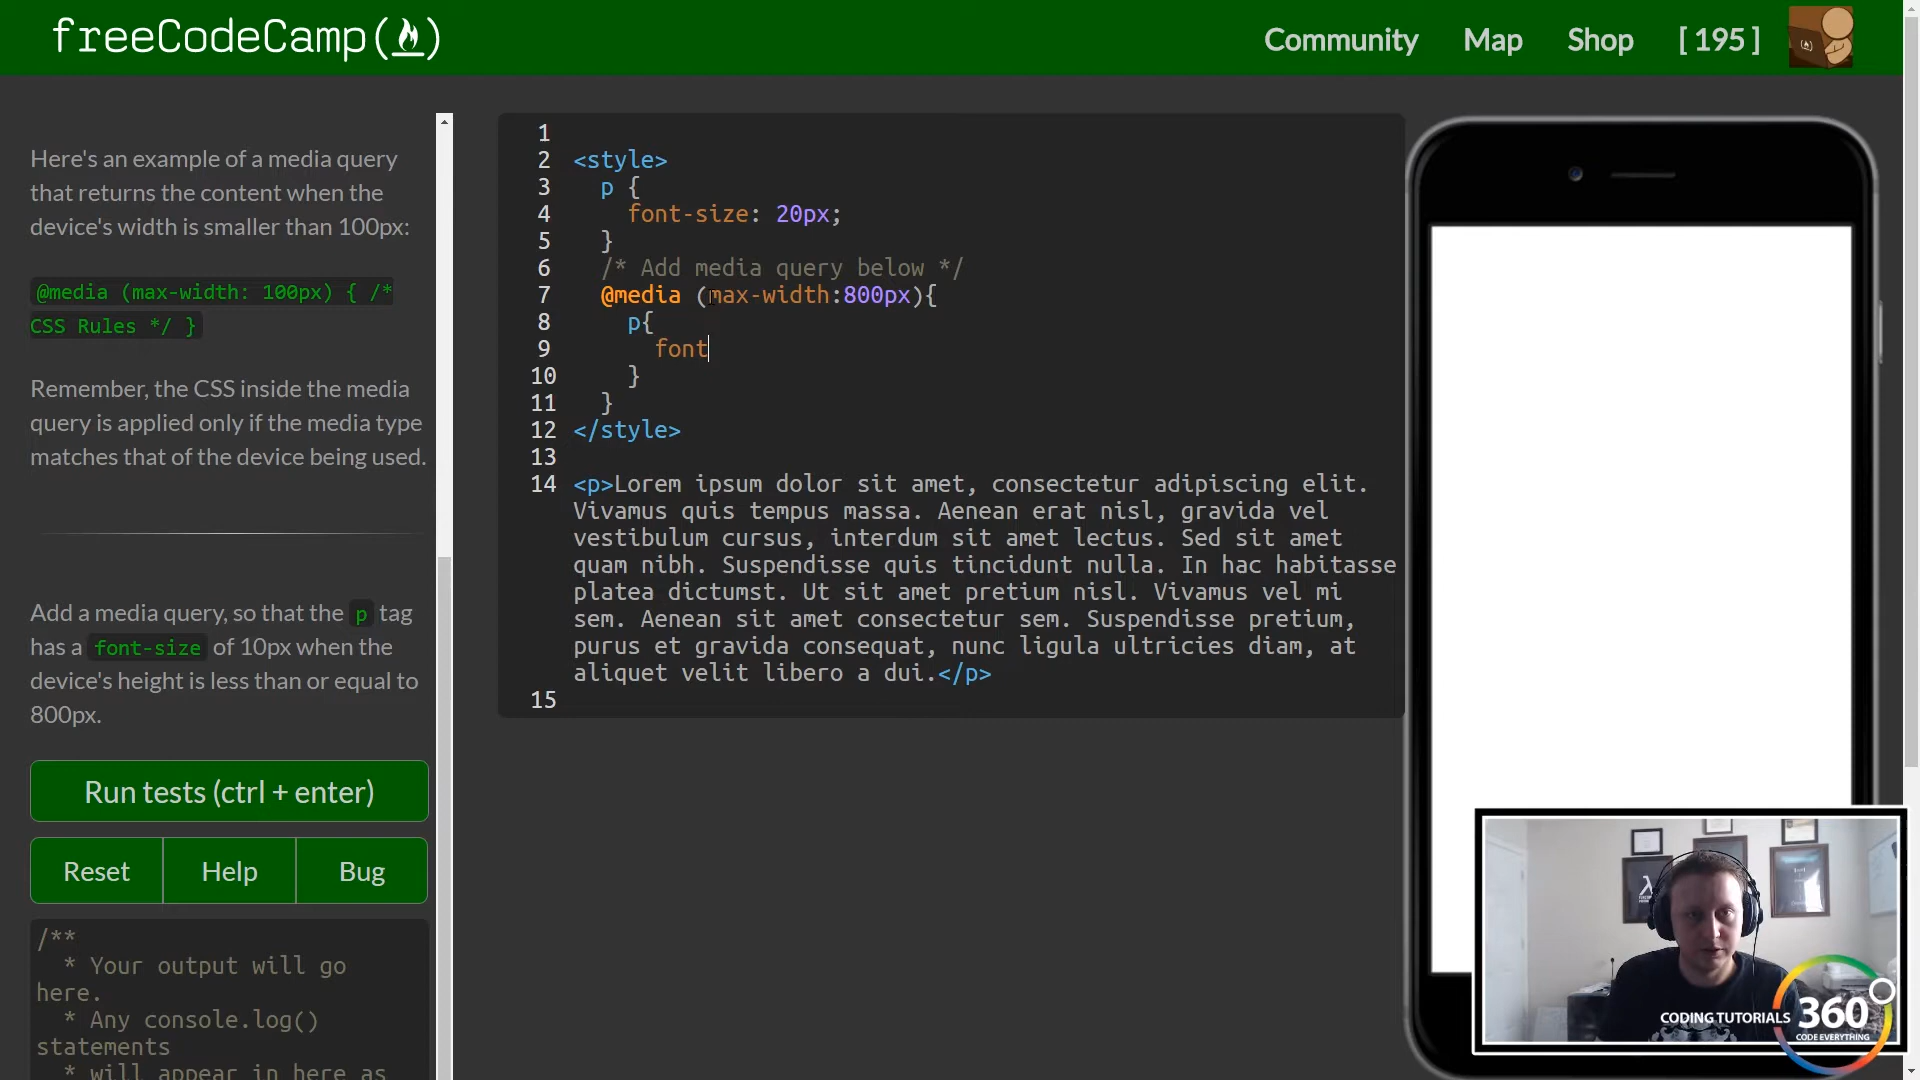 freeCodeCamp(🔥)
Community
Map
Shop
[ 195 ]
Here's an example of a media query
that returns the content when the
device's width is smaller than 100px:
@media (max-width: 100px) { /*
CSS Rules */ }
Remember, the CSS inside the media
query is applied only if the media type
matches that of the device being used.
Add a media query, so that the p tag
has a font-size of 10px when the
device's height is less than or equal to
800px.
Run tests (ctrl + enter)
Reset
Help
Bug
/**
* Your output will go
here.
* Any console.log()
statements
* will appear in here as
1
2 <style>
3 p {
4 font-size: 20px;
5 }
6 /* Add media query below */
7 @media (max-width:800px){
8 p{
9 font
10 }
11 }
12 </style>
13
14 <p>Lorem ipsum dolor sit amet, consectetur adipiscing elit.
Vivamus quis tempus massa. Aenean erat nisl, gravida vel
vestibulum cursus, interdum sit amet lectus. Sed sit amet
quam nibh. Suspendisse quis tincidunt nulla. In hac habitasse
platea dictumst. Ut sit amet pretium nisl. Vivamus vel mi
sem. Aenean sit amet consectetur sem. Suspendisse pretium,
purus et gravida consequat, nunc ligula ultricies diam, at
aliquet velit libero a dui.</p>
15
CODING TUTORIALS 360
CODE EVERYTHING